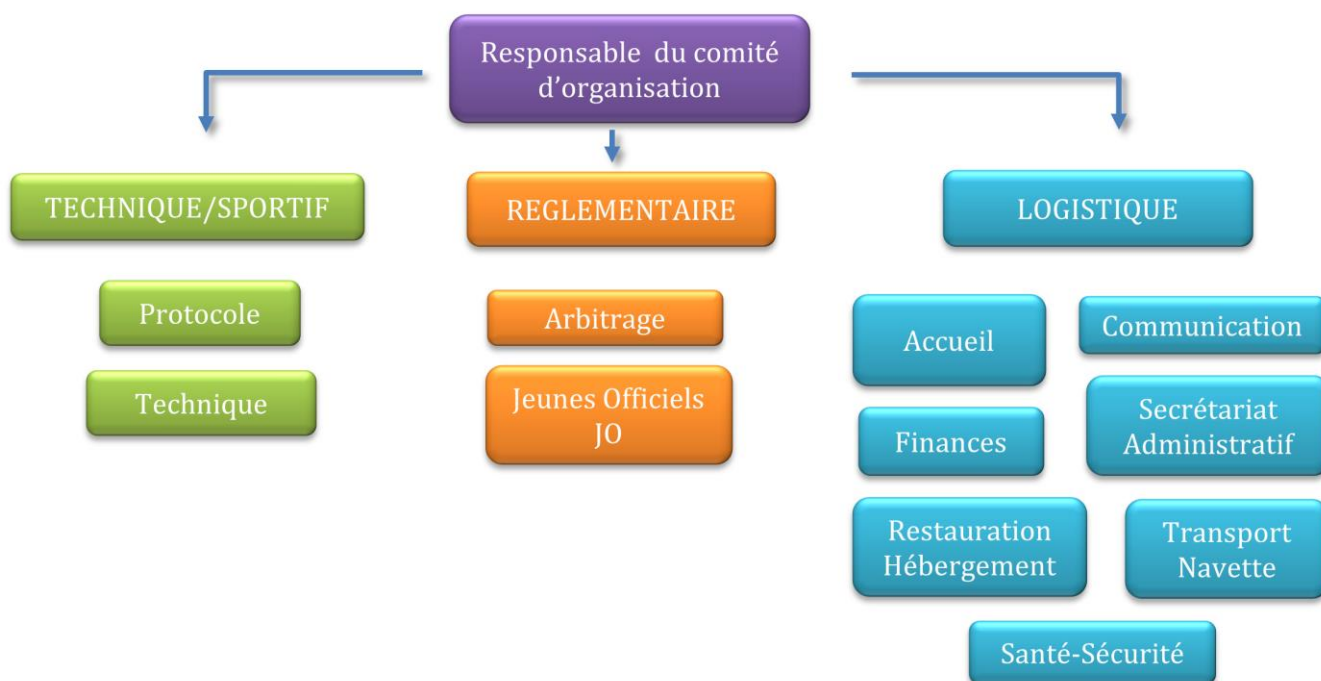 Responsable du comité
d'organisation
TECHNIQUE/SPORTIF
REGLEMENTAIRE
LOGISTIQUE
Protocole
Technique
Arbitrage
Jeunes Officiels
JO
Accueil
Communication
Finances
Secrétariat
Administratif
Restauration
Hébergement
Transport
Navette
Santé-Sécurité